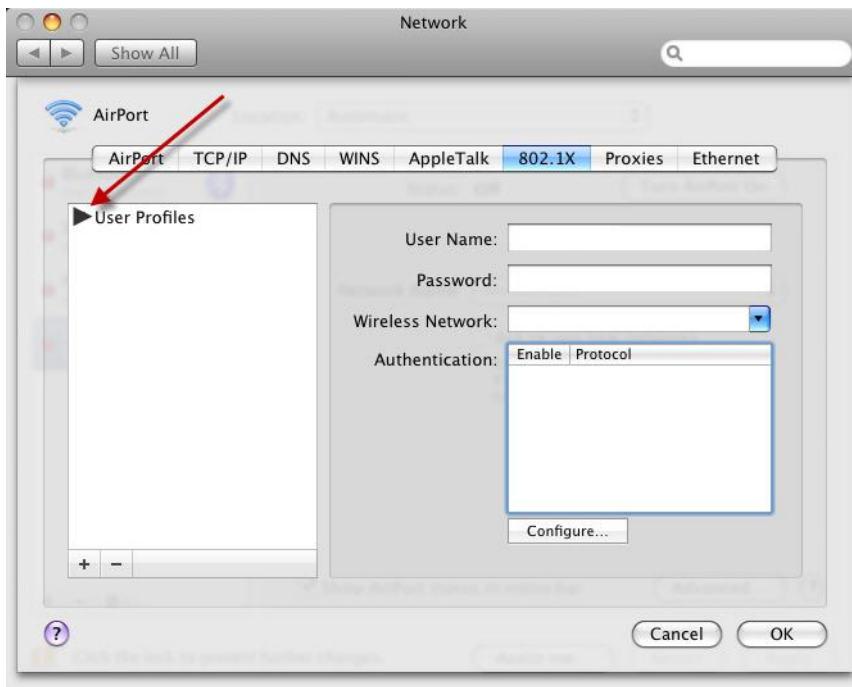 Network
Show All
AirPort
AirPort TCP/IP DNS WINS AppleTalk 802.1X Proxies Ethernet
User Profiles
User Name:
Password:
Wireless Network:
Authentication:
Enable Protocol
Configure...
+ −
?
Cancel OK